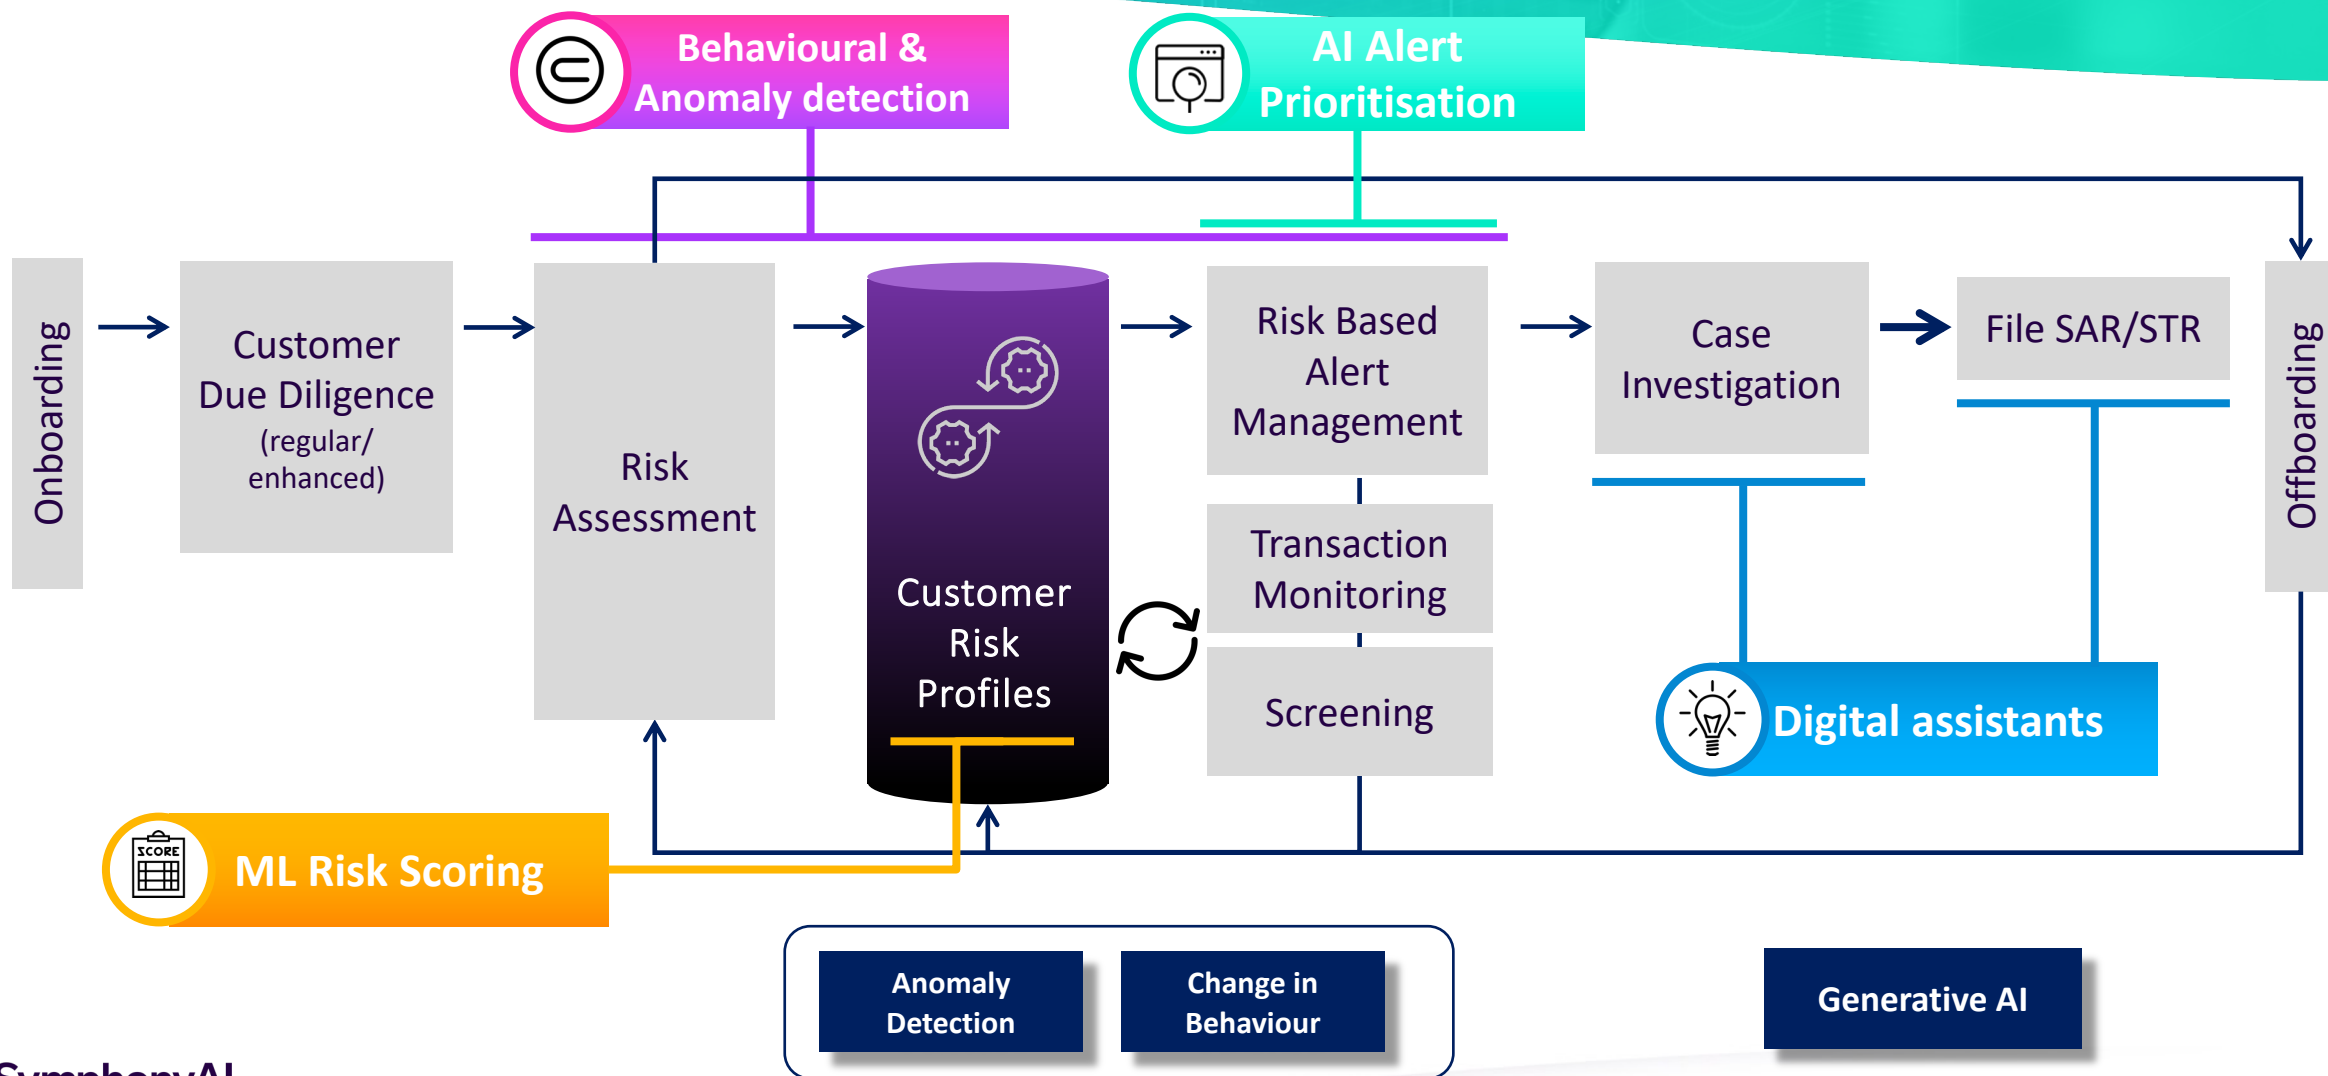 Behavioural &
Anomaly detection
AI Alert
Prioritisation
Onboarding
Customer
Due Diligence
(regular/
enhanced)
Risk
Assessment
Customer
Risk
Profiles
Risk Based
Alert
Management
Transaction
Monitoring
Screening
Case
Investigation
File SAR/STR
Offboarding
Digital assistants
SCORE
ML Risk Scoring
Anomaly
Detection
Change in
Behaviour
Generative AI
SymphonyAI